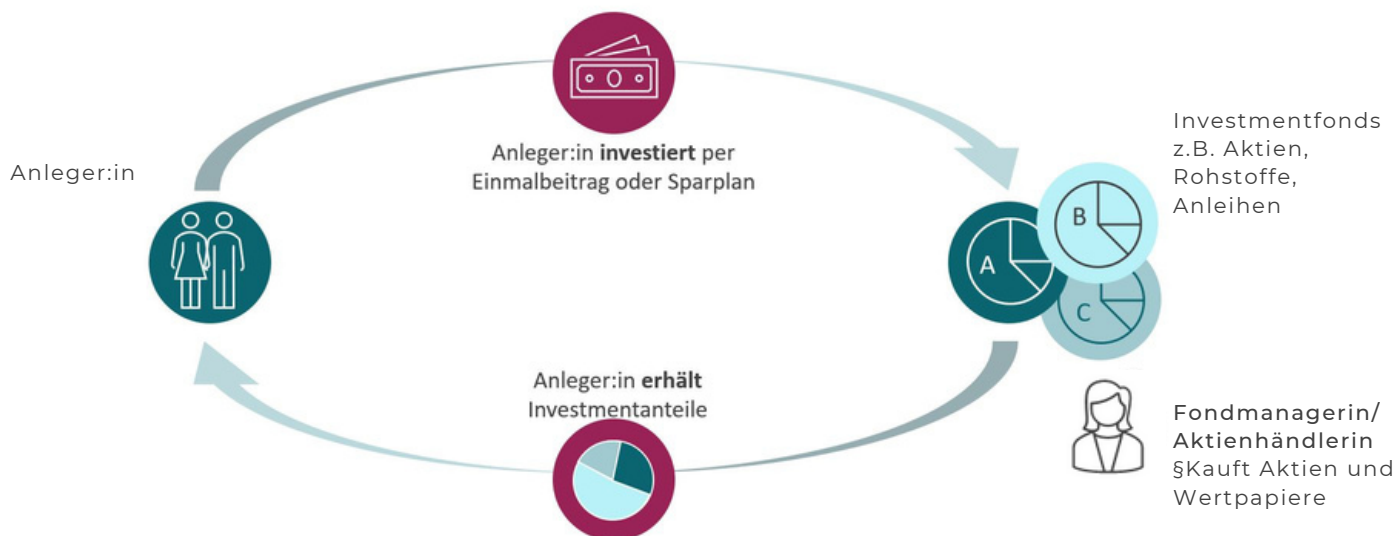 Anleger:in
Anleger:in investiert per
Einmalbeitrag oder Sparplan
Investmentfonds
z.B. Aktien,
Rohstoffe,
Anleihen
A
B
C
Anleger:in erhält
Investmentanteile
Fondmanagerin/
Aktienhändlerin
§Kauft Aktien und
Wertpapiere